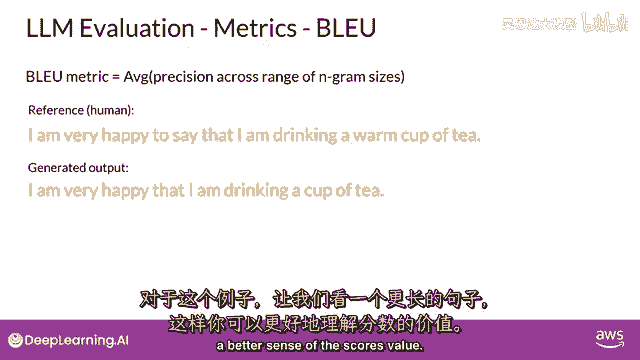 LLM Evaluation - Metrics - BLEU
BLEU metric = Avg(precision across range of n-gram sizes)
Reference (human):
I am very happy to say that I am drinking a warm cup of tea.
Generated output:
I am very happy that I am drinking a cup of tea.
对于这个例子，让我们看一个更长的句子，
这样你可以更好地理解分数的价值。
a better sense of the scores value.
DeepLearning.AI
aws